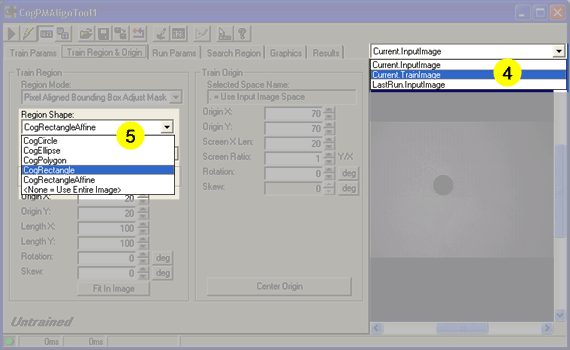 CogPMAlignTool1
Train Params
Train Region & Origin
Run Params
Search Region
Graphics
Results
Current.InputImage
Current.InputImage
Current.TrainImage
LastRun.InputImage
4
Train Region
Region Mode:
Pixel Aligned Bounding Box Adjust Mask
Region Shape:
CogRectangleAffine
5
CogCircle
CogEllipse
CogPolygon
CogRectangle
CogRectangleAffine
<None = Use Entire Image>
Origin X: 20
Origin Y: 20
Length X: 100
Length Y: 100
Rotation: 0 deg
Skew: 0 deg
Fit In Image
Train Origin
Selected Space Name:
. = Use Input Image Space
Origin X: 70
Origin Y: 70
Screen X Len: 20
Screen Ratio: 1 Y/X
Rotation: 0 deg
Skew: 0 deg
Center Origin
Untrained
0ms 0ms